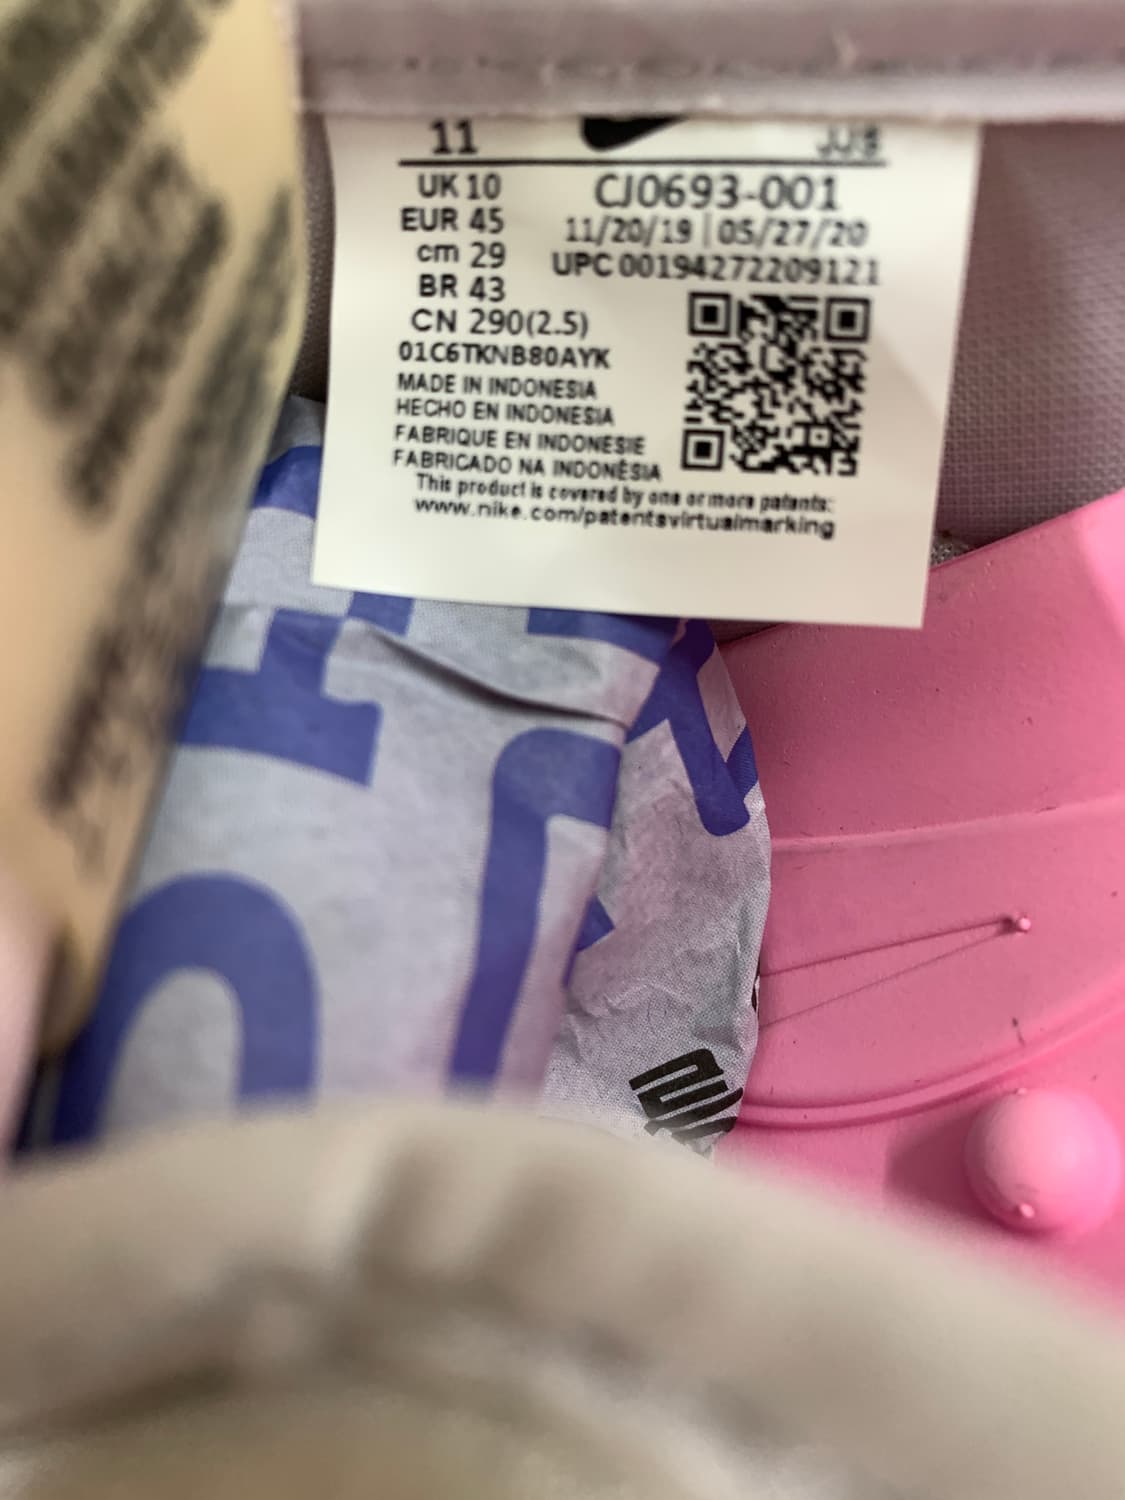 11 JJ8
UK 10 CJ0693-001
EUR 45 11/20/19 | 05/27/20
cm 29 UPC 00194272209121
BR 43
CN 290(2.5)
01C6TKNB80AYK
MADE IN INDONESIA
HECHO EN INDONESIA
FABRIQUE EN INDONESIE
FABRICADO NA INDONÉSIA
This product is covered by one or more patents:
www.nike.com/patentsvirtualmarking